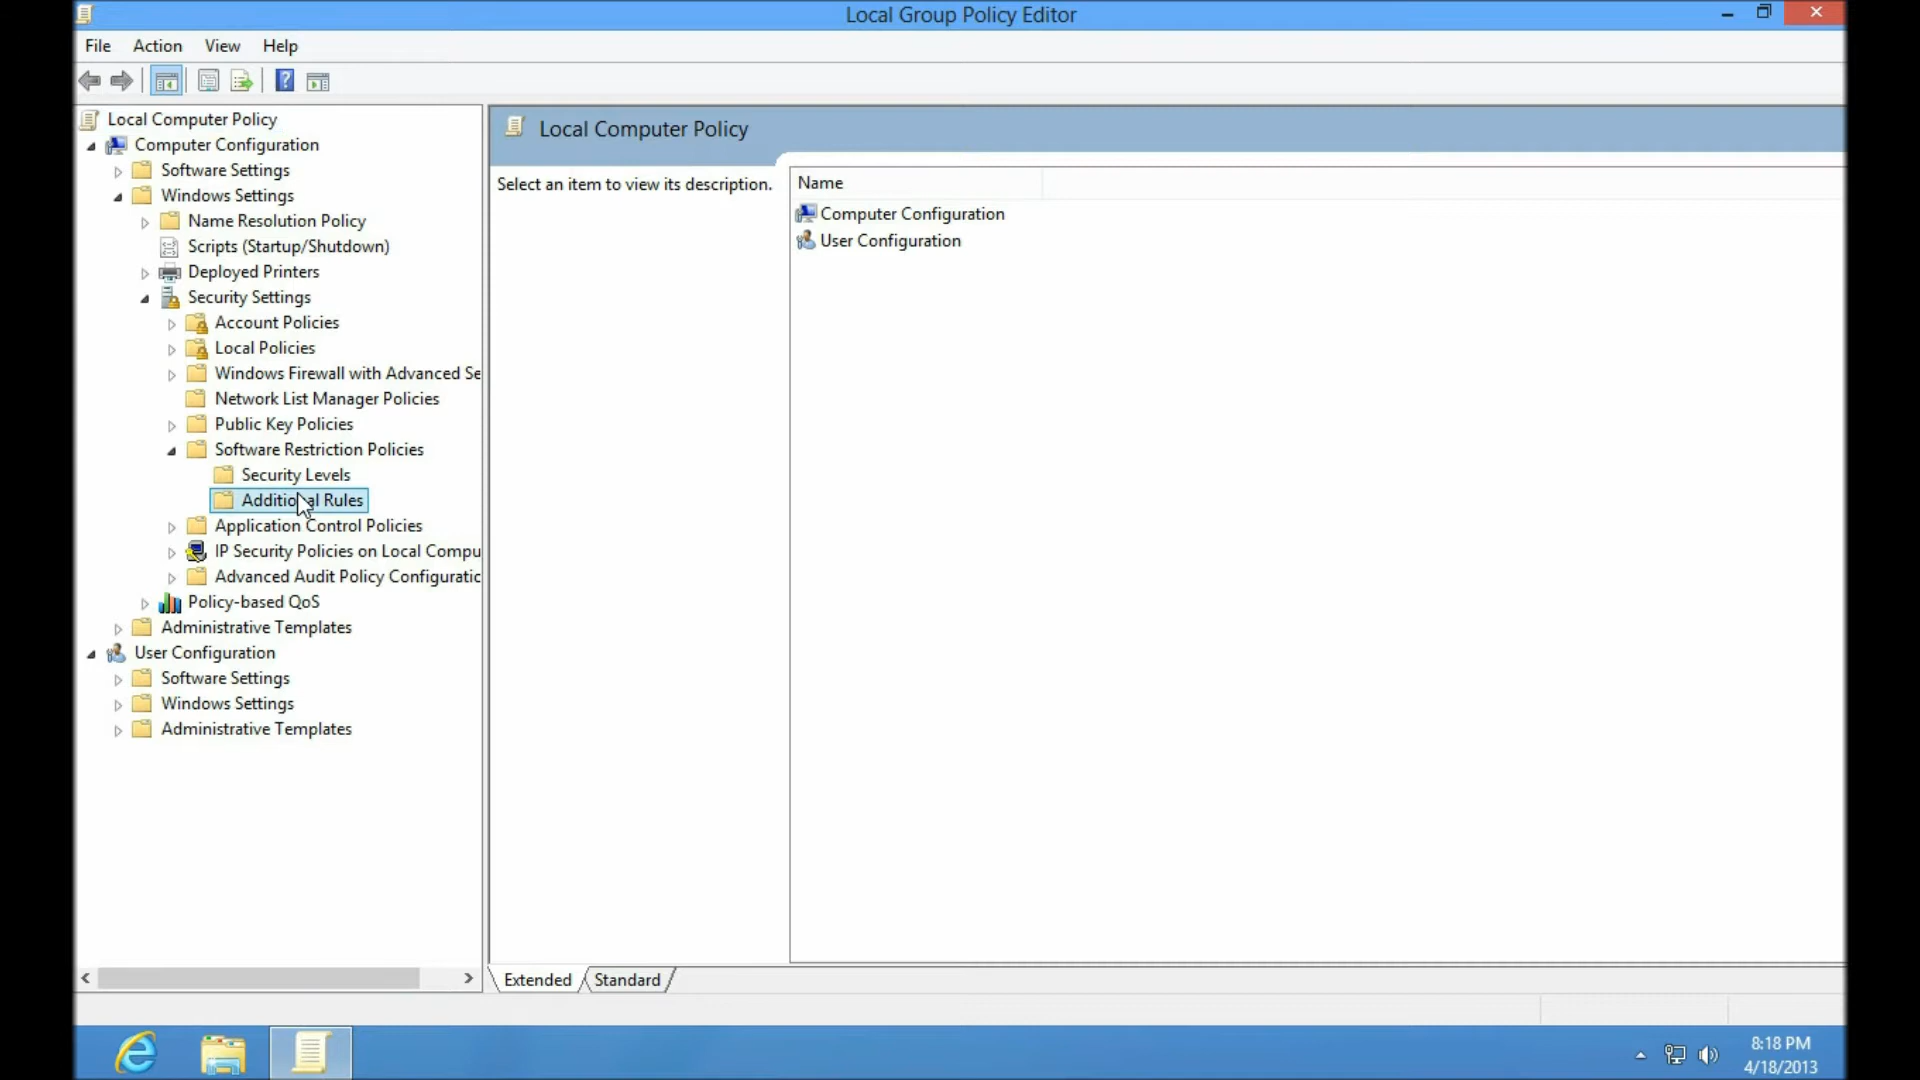 Local Group Policy Editor
File Action View Help
Local Computer Policy
Computer Configuration
Software Settings
Windows Settings
Name Resolution Policy
Scripts (Startup/Shutdown)
Deployed Printers
Security Settings
Account Policies
Local Policies
Windows Firewall with Advanced Se
Network List Manager Policies
Public Key Policies
Software Restriction Policies
Security Levels
Additional Rules
Application Control Policies
IP Security Policies on Local Compu
Advanced Audit Policy Configuratic
Policy-based QoS
Administrative Templates
User Configuration
Software Settings
Windows Settings
Administrative Templates
Local Computer Policy
Select an item to view its description.
Name
Computer Configuration
User Configuration
Extended Standard
8:18 PM
4/18/2013